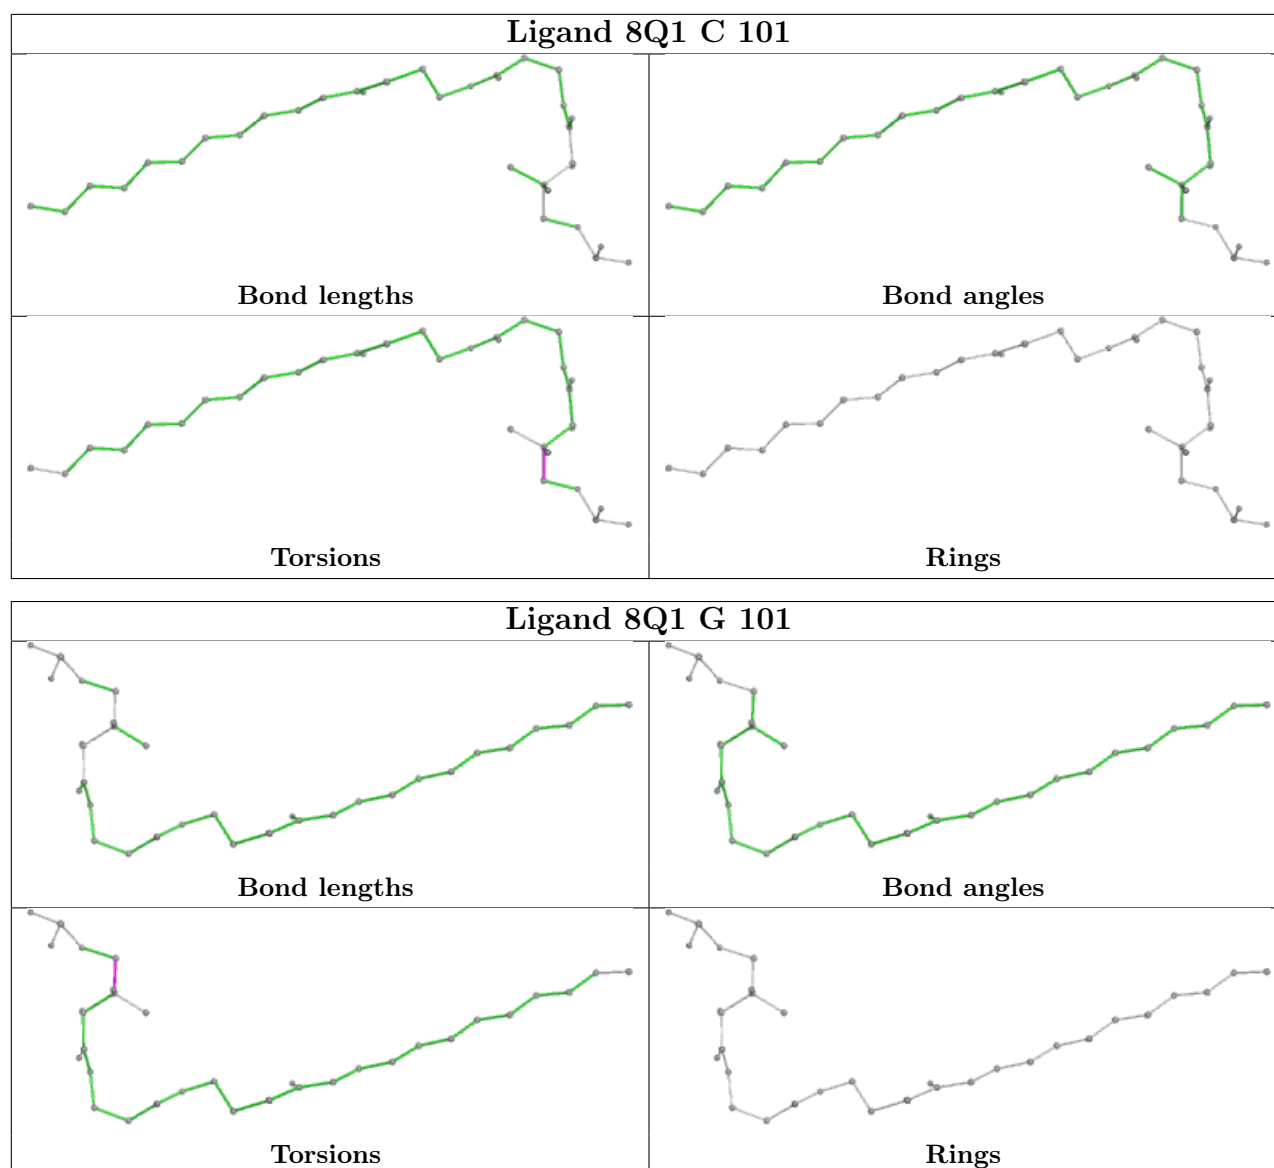 Ligand 8Q1 C 101
Bond lengths
Bond angles
Torsions
Rings
Ligand 8Q1 G 101
Bond lengths
Bond angles
Torsions
Rings